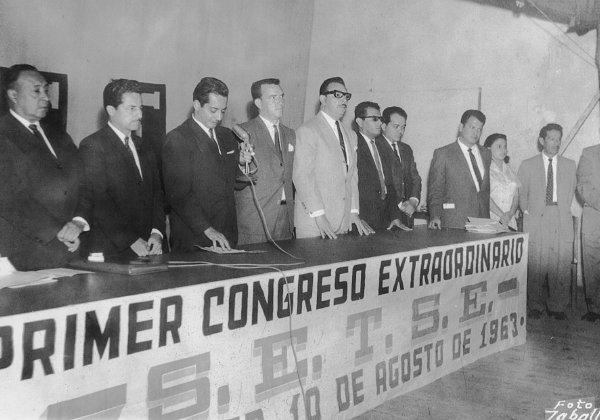 PRIMER CONGRESO EXTRAORDINARIO
-S.E.T.S.E.-
10 DE AGOSTO DE 1963.
Foto